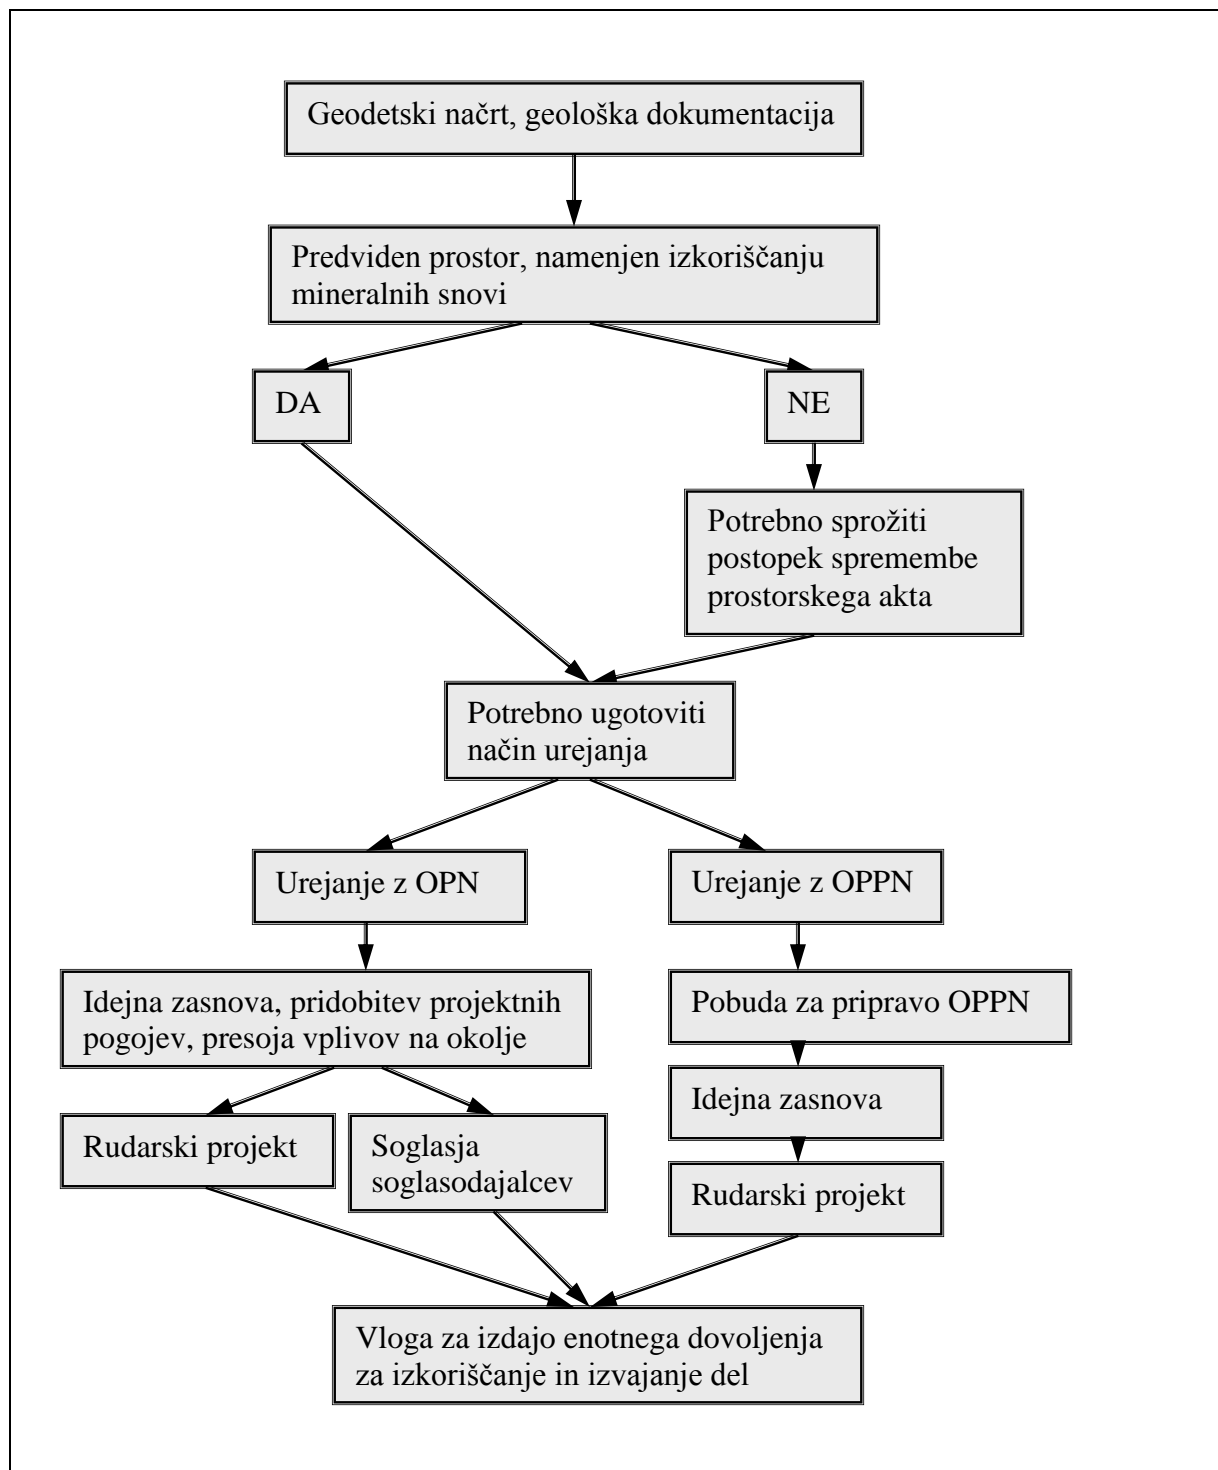 Geodetski načrt, geološka dokumentacija
Predviden prostor, namenjen izkoriščanju
mineralnih snovi
DA
NE
Potrebno sprožiti
postopek spremembe
prostorskega akta
Potrebno ugotoviti
način urejanja
Urejanje z OPN
Urejanje z OPPN
Idejna zasnova, pridobitev projektnih
pogojev, presoja vplivov na okolje
Pobuda za pripravo OPPN
Idejna zasnova
Rudarski projekt
Soglasja
soglasodajalcev
Rudarski projekt
Vloga za izdajo enotnega dovoljenja
za izkoriščanje in izvajanje del